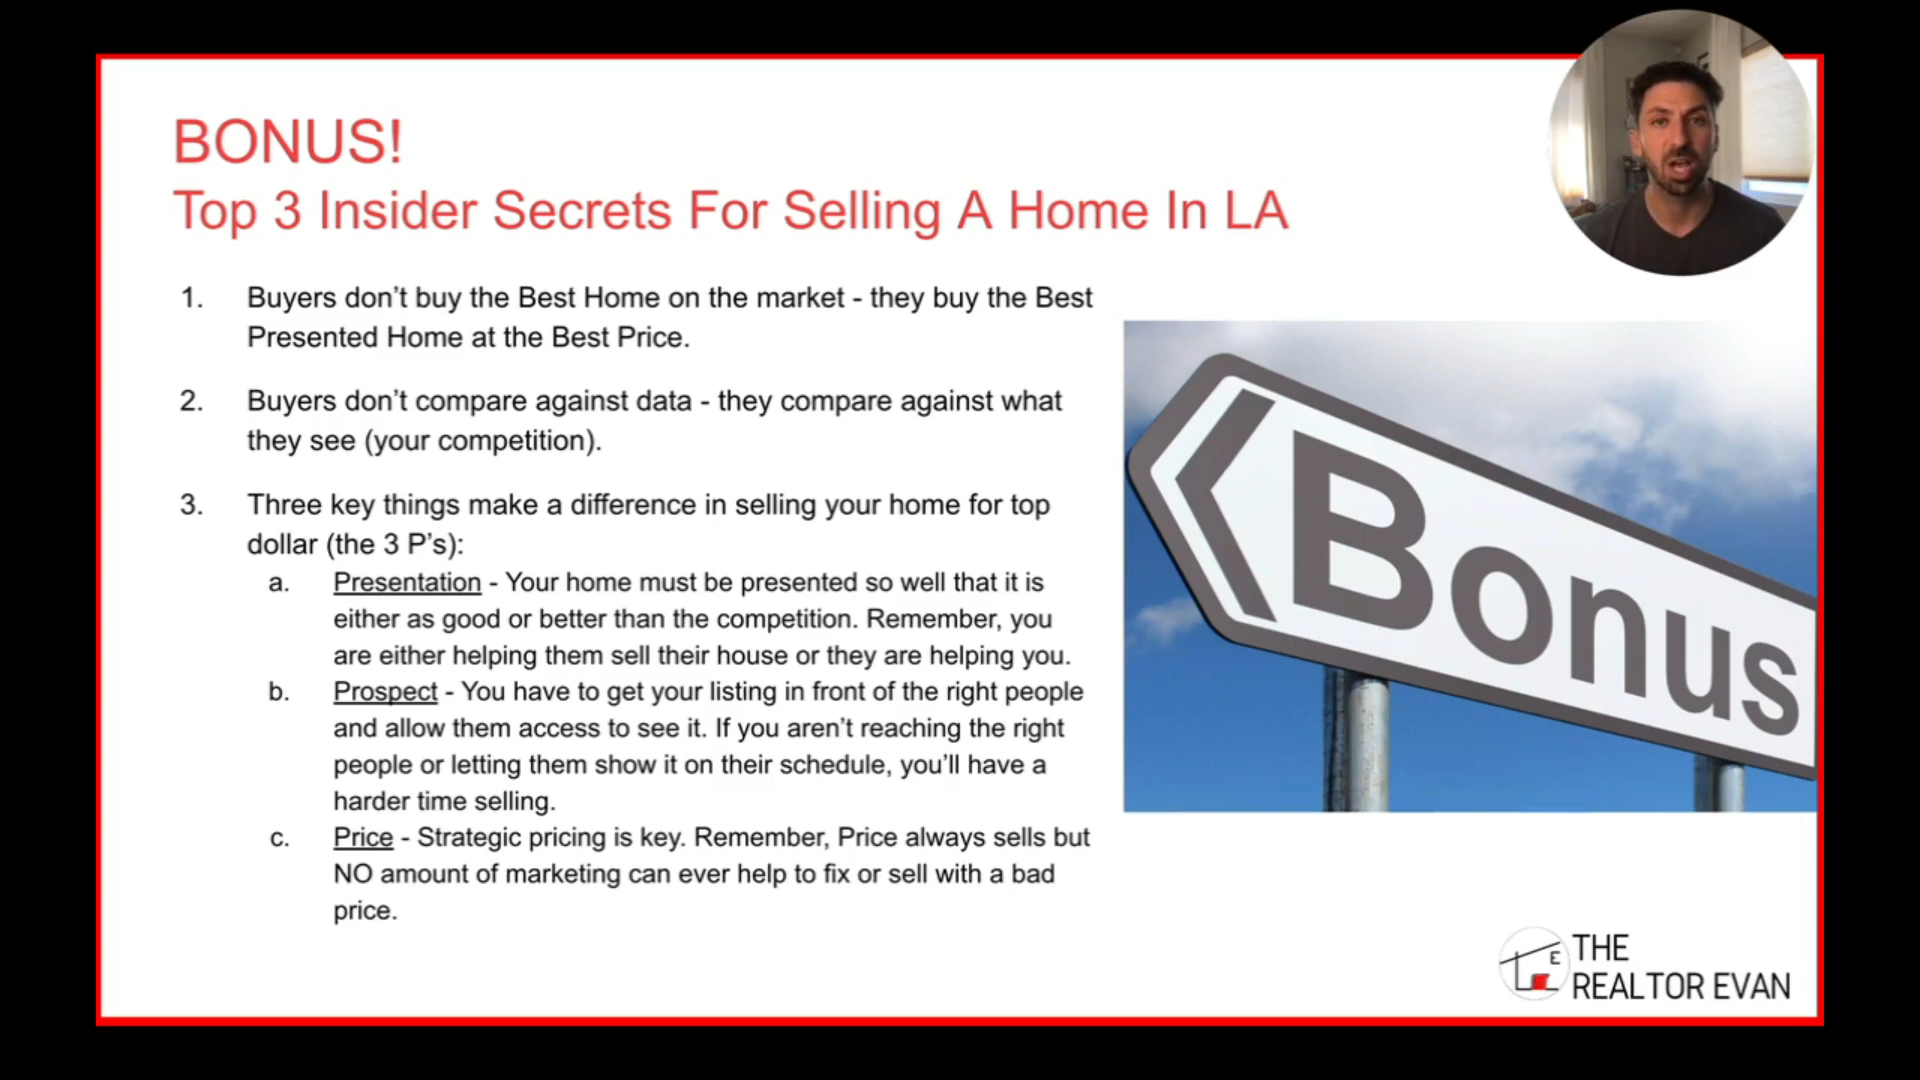 BONUS!
Top 3 Insider Secrets For Selling A Home In LA
1. Buyers don’t buy the Best Home on the market - they buy the Best
Presented Home at the Best Price.
2. Buyers don’t compare against data - they compare against what
they see (your competition).
3. Three key things make a difference in selling your home for top
dollar (the 3 P’s):
a. Presentation - Your home must be presented so well that it is
either as good or better than the competition. Remember, you
are either helping them sell their house or they are helping you.
b. Prospect - You have to get your listing in front of the right people
and allow them access to see it. If you aren’t reaching the right
people or letting them show it on their schedule, you’ll have a
harder time selling.
c. Price - Strategic pricing is key. Remember, Price always sells but
NO amount of marketing can ever help to fix or sell with a bad
price.
Bonus
E
THE
REALTOR EVAN